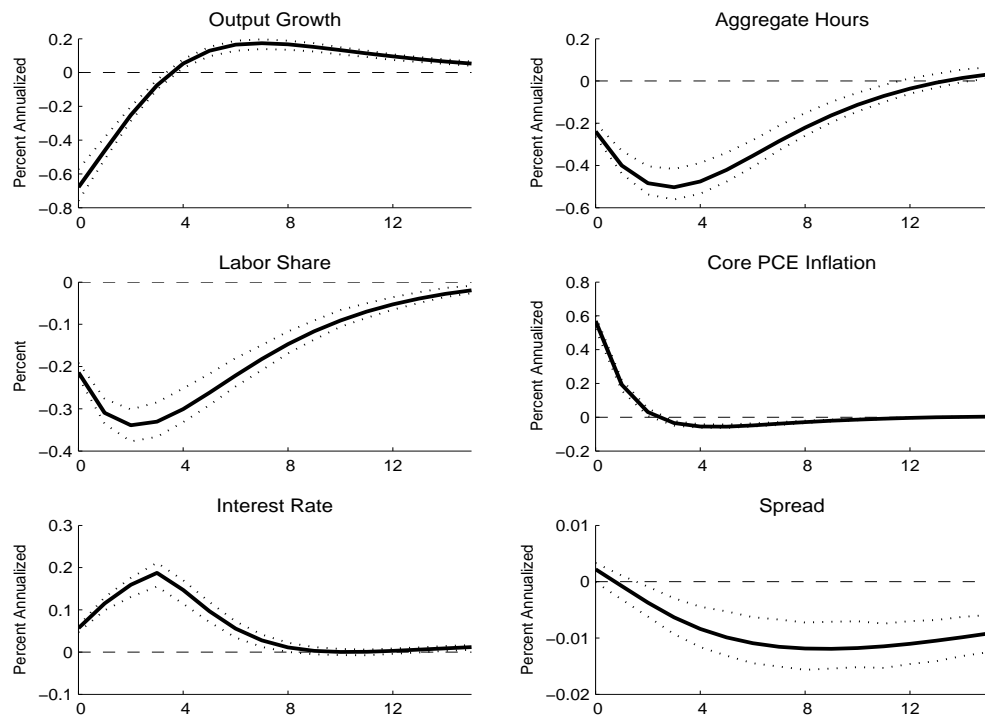 Output Growth
Percent Annualized
0.2
0
−0.2
−0.4
−0.6
−0.8
0 4 8 12
Aggregate Hours
Percent Annualized
0.2
0
−0.2
−0.4
−0.6
0 4 8 12
Labor Share
Percent
0
−0.1
−0.2
−0.3
−0.4
0 4 8 12
Core PCE Inflation
Percent Annualized
0.8
0.6
0.4
0.2
0
−0.2
0 4 8 12
Interest Rate
Percent Annualized
0.3
0.2
0.1
0
−0.1
0 4 8 12
Spread
Percent Annualized
0.01
0
−0.01
−0.02
0 4 8 12